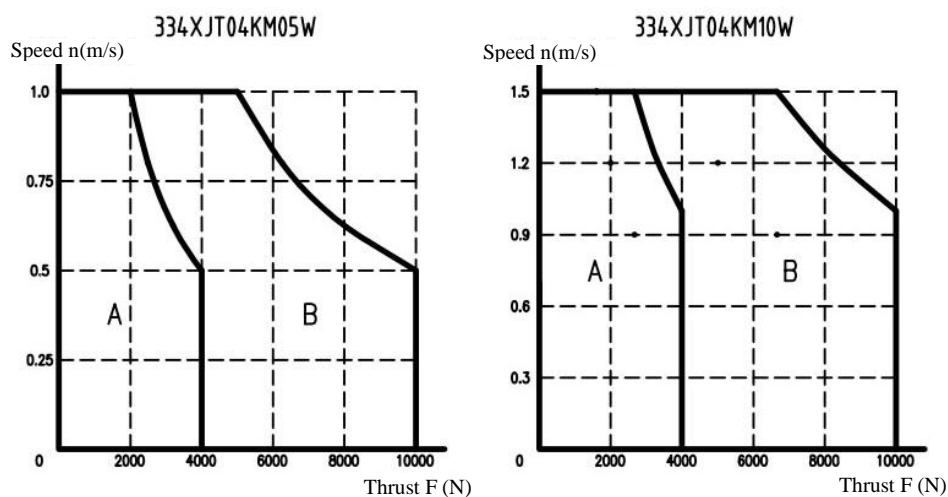 334XJT04KM05W
Speed n(m/s)
1.0
0.75
0.5
0.25
A
B
0 2000 4000 6000 8000 10000
Thrust F (N)
334XJT04KM10W
Speed n(m/s)
1.5
1.2
0.9
0.6
0.3
A
B
0 2000 4000 6000 8000 10000
Thrust F (N)